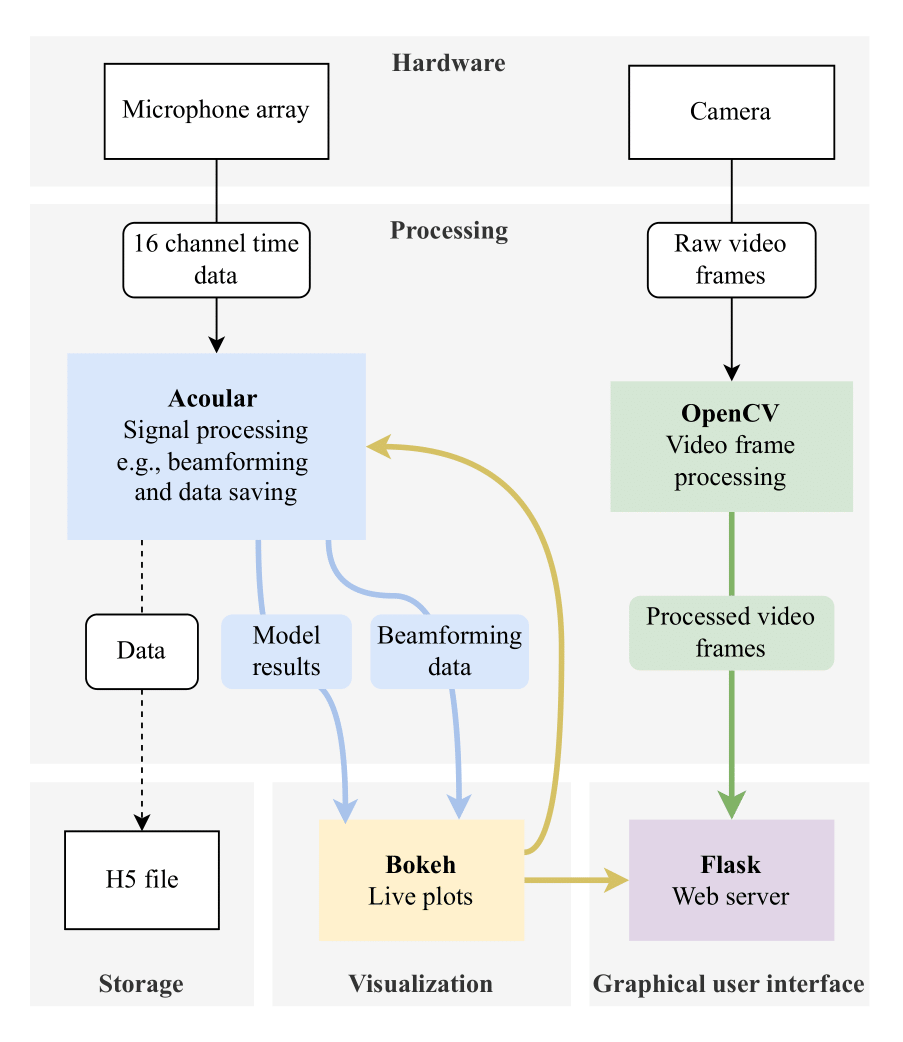 Hardware
Microphone array
Camera
Processing
16 channel time
data
Raw video
frames
Acoular
Signal processing
e.g., beamforming
and data saving
OpenCV
Video frame
processing
Data
Model
results
Beamforming
data
Processed video
frames
H5 file
Bokeh
Live plots
Flask
Web server
Storage
Visualization
Graphical user interface